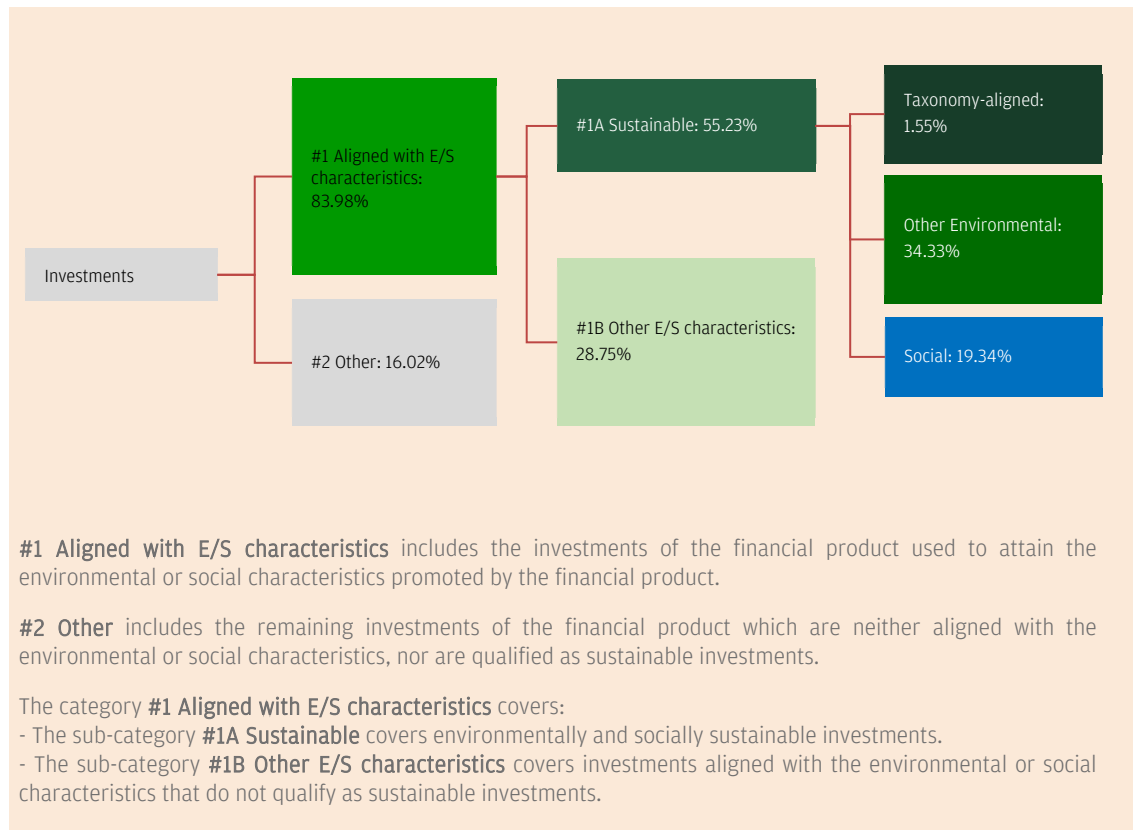 Investments
#1 Aligned with E/S
characteristics:
83.98%
#2 Other: 16.02%
#1A Sustainable: 55.23%
#1B Other E/S characteristics:
28.75%
Taxonomy-aligned:
1.55%
Other Environmental:
34.33%
Social: 19.34%
#1 Aligned with E/S characteristics includes the investments of the financial product used to attain the
environmental or social characteristics promoted by the financial product.
#2 Other includes the remaining investments of the financial product which are neither aligned with the
environmental or social characteristics, nor are qualified as sustainable investments.
The category #1 Aligned with E/S characteristics covers:
- The sub-category #1A Sustainable covers environmentally and socially sustainable investments.
- The sub-category #1B Other E/S characteristics covers investments aligned with the environmental or social
characteristics that do not qualify as sustainable investments.